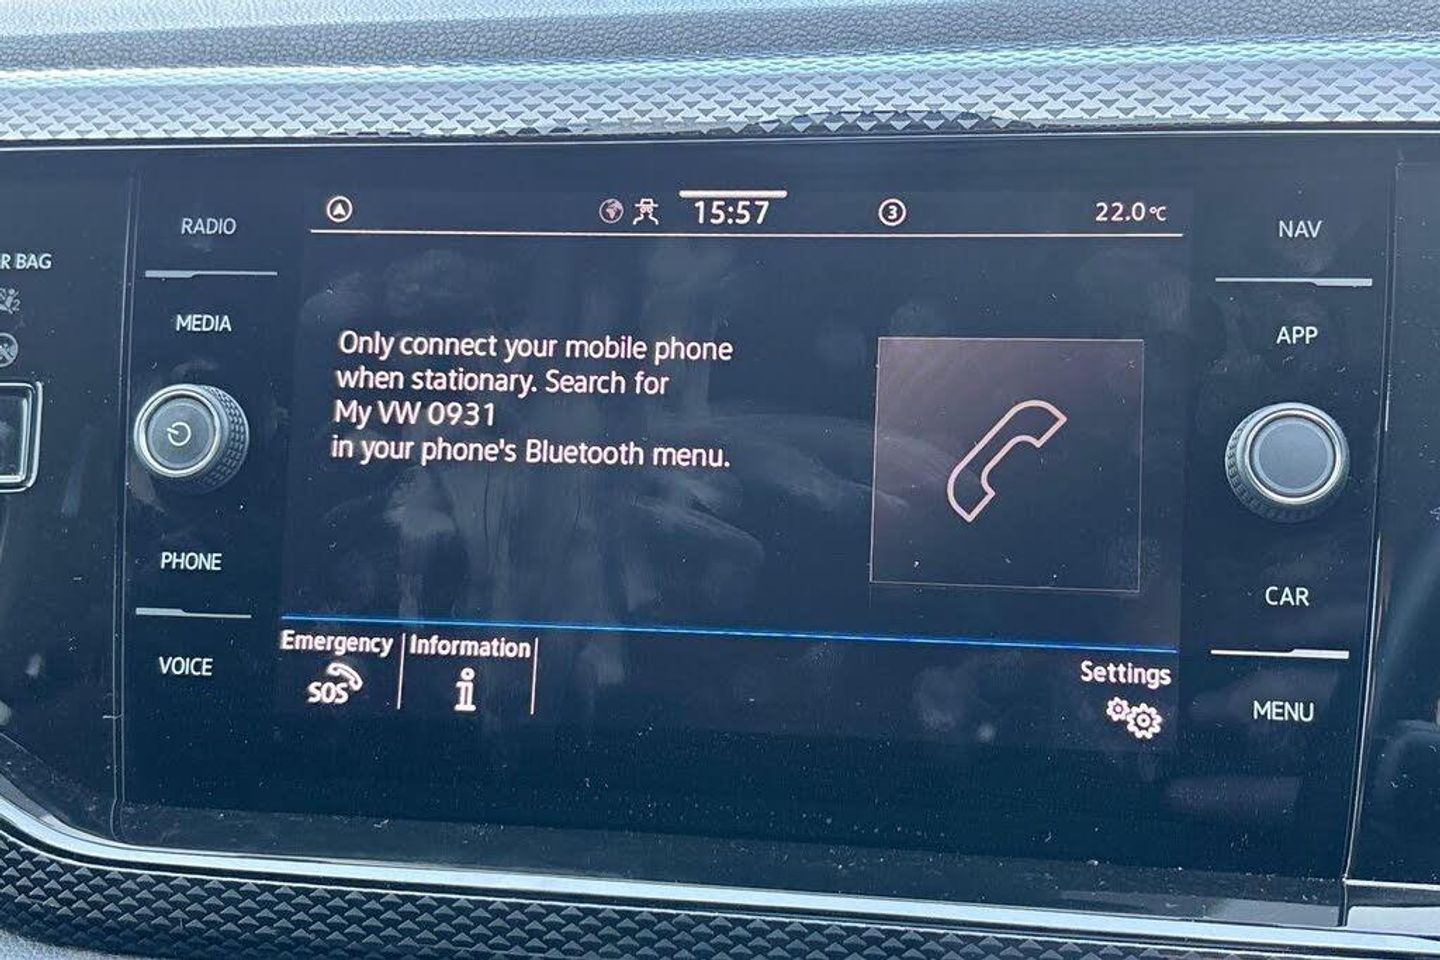 RADIO
15:57
3
22.0°C
NAV
R BAG
MEDIA
APP
Only connect your mobile phone
when stationary. Search for
My VW 0931
in your phone's Bluetooth menu.
PHONE
CAR
Emergency
Information
SOS
i
VOICE
Settings
MENU